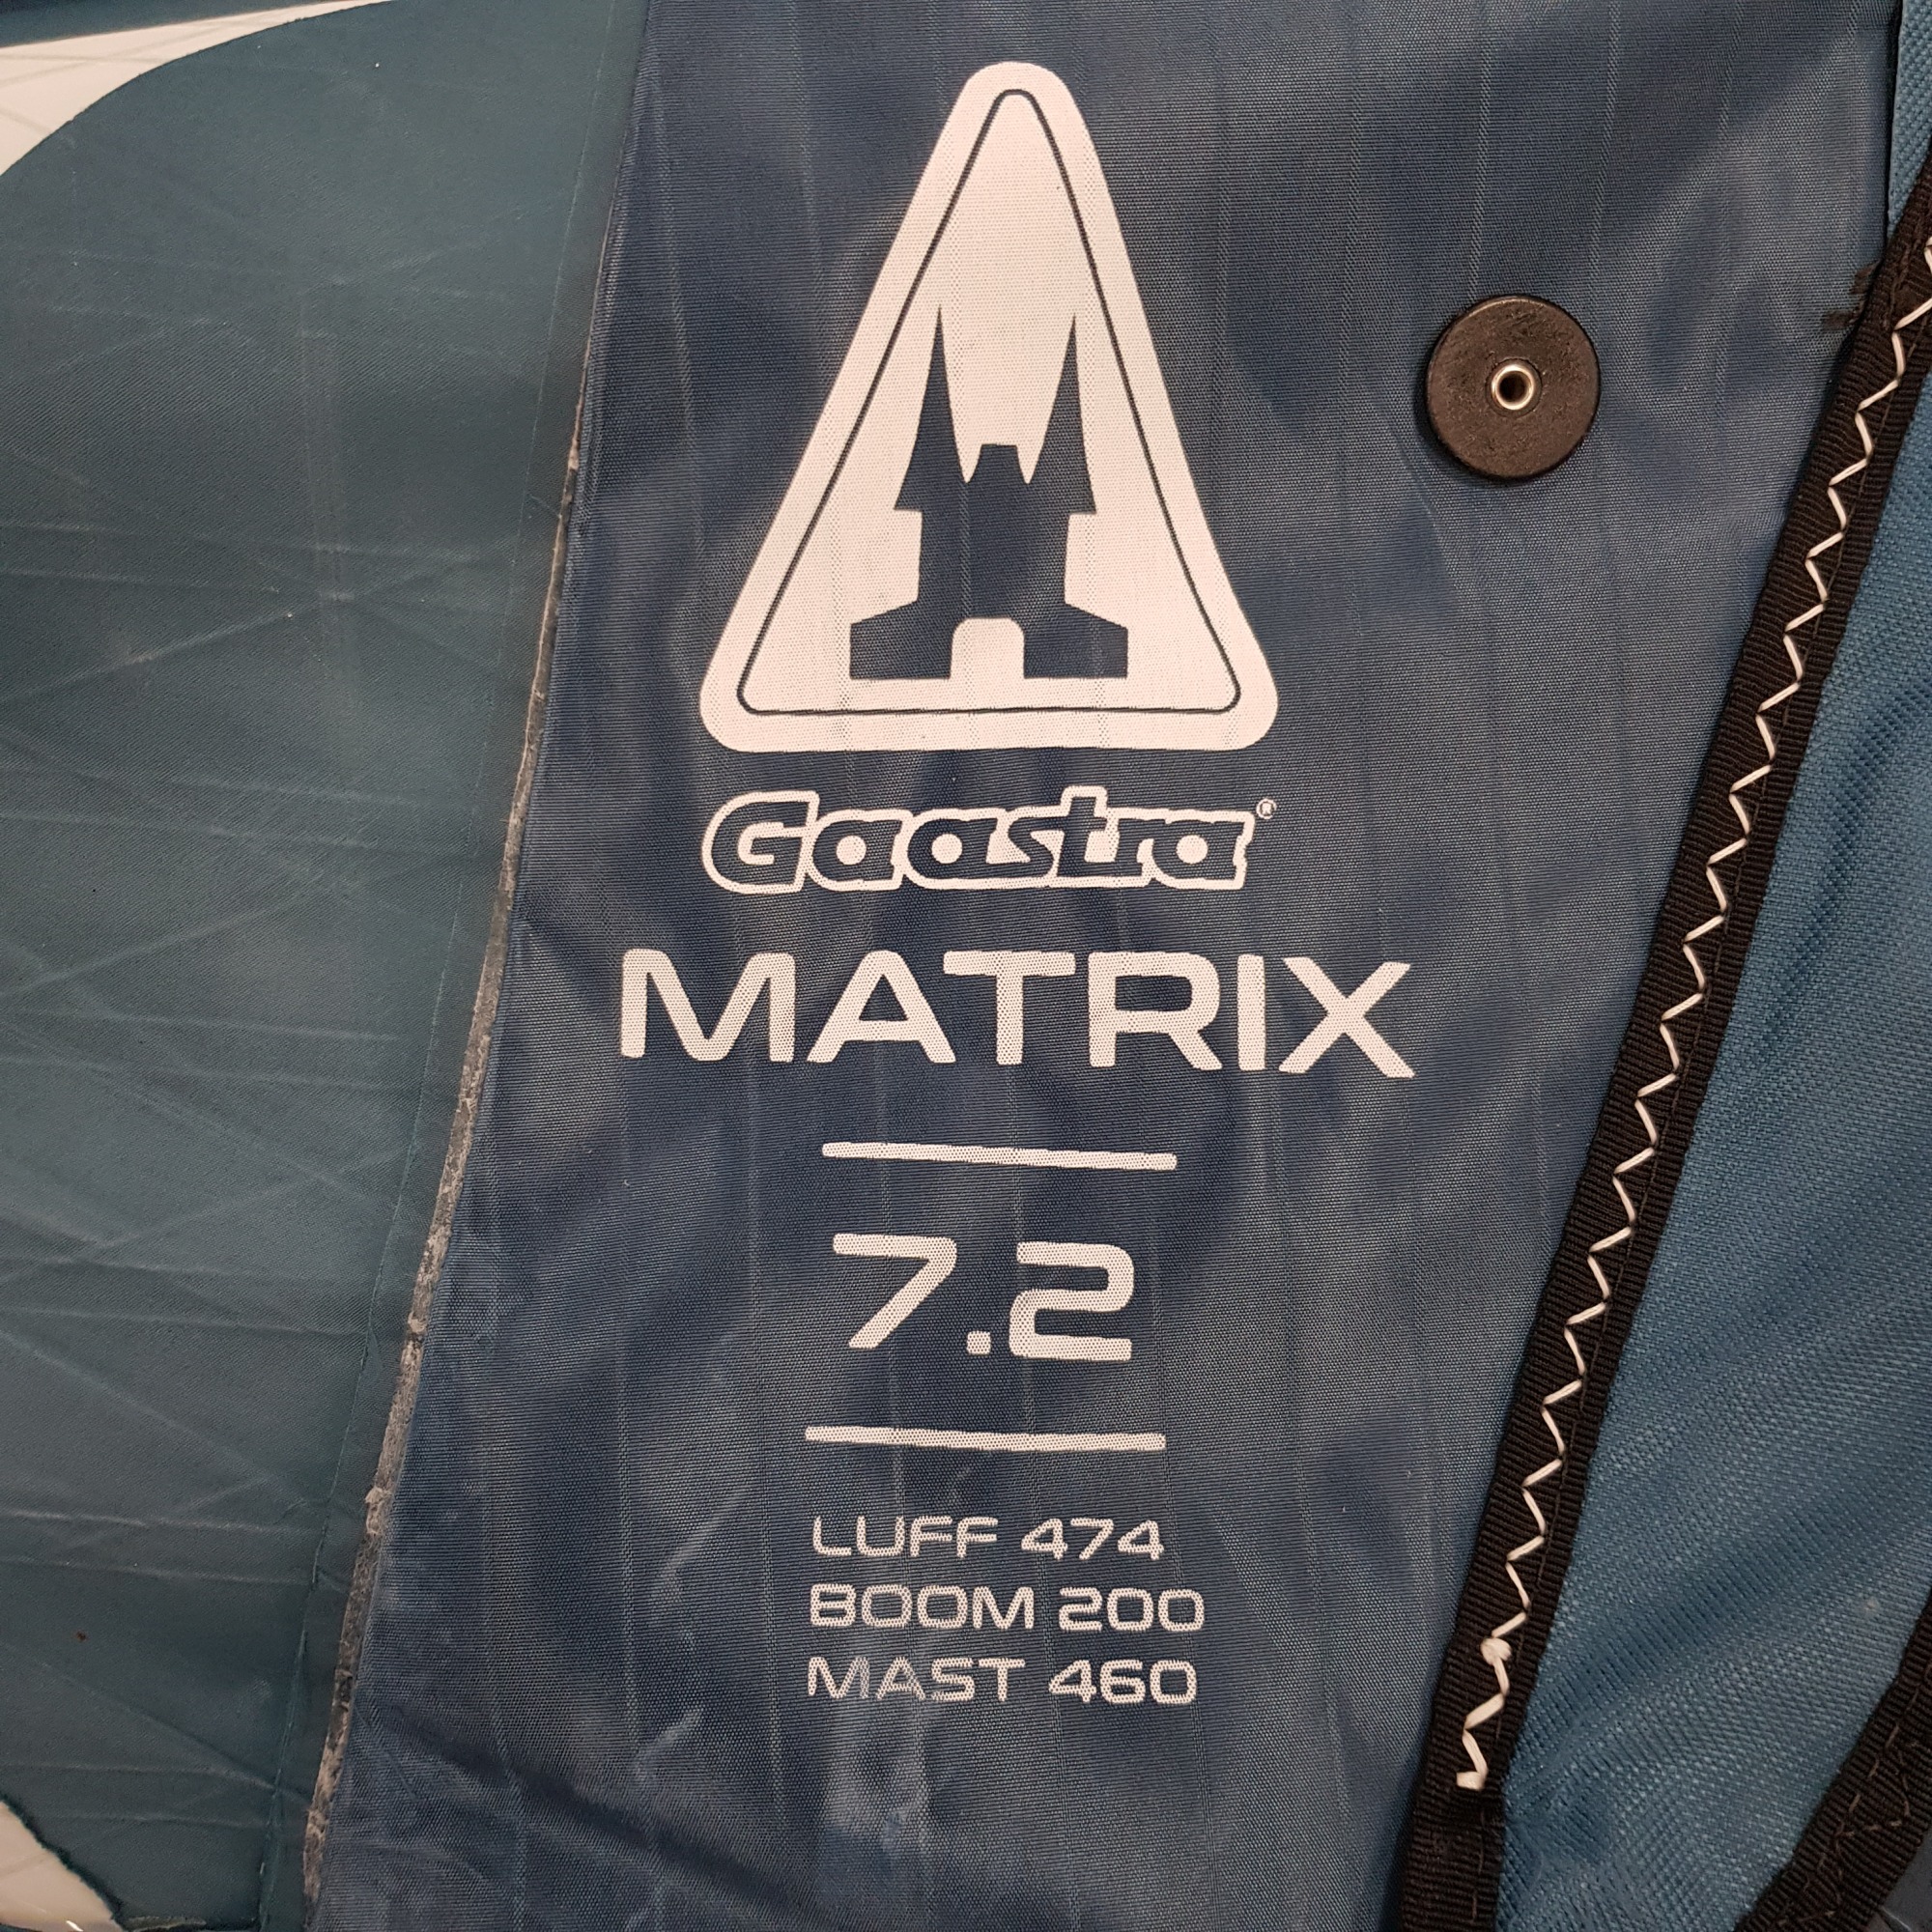 Gaastra®
MATRIX
7.2
LUFF 474
BOOM 200
MAST 460